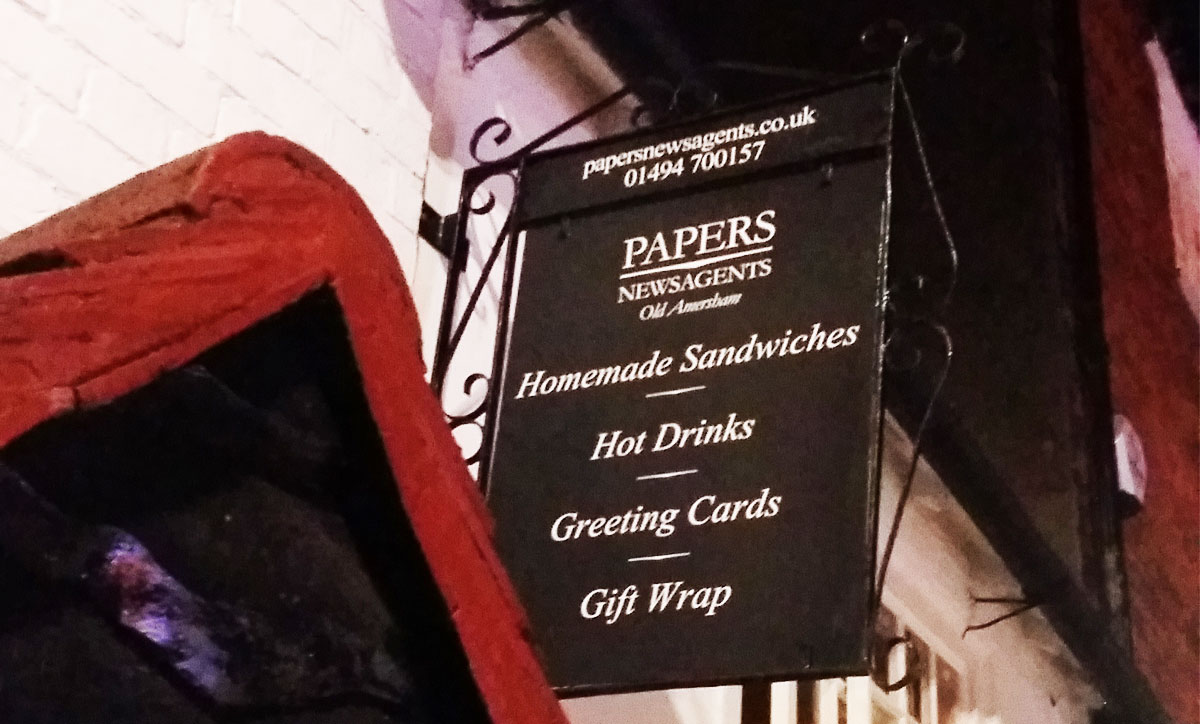 papersnewsagents.co.uk
01494 700157
PAPERS
NEWSAGENTS
Old Amersham
Homemade Sandwiches
Hot Drinks
Greeting Cards
Gift Wrap